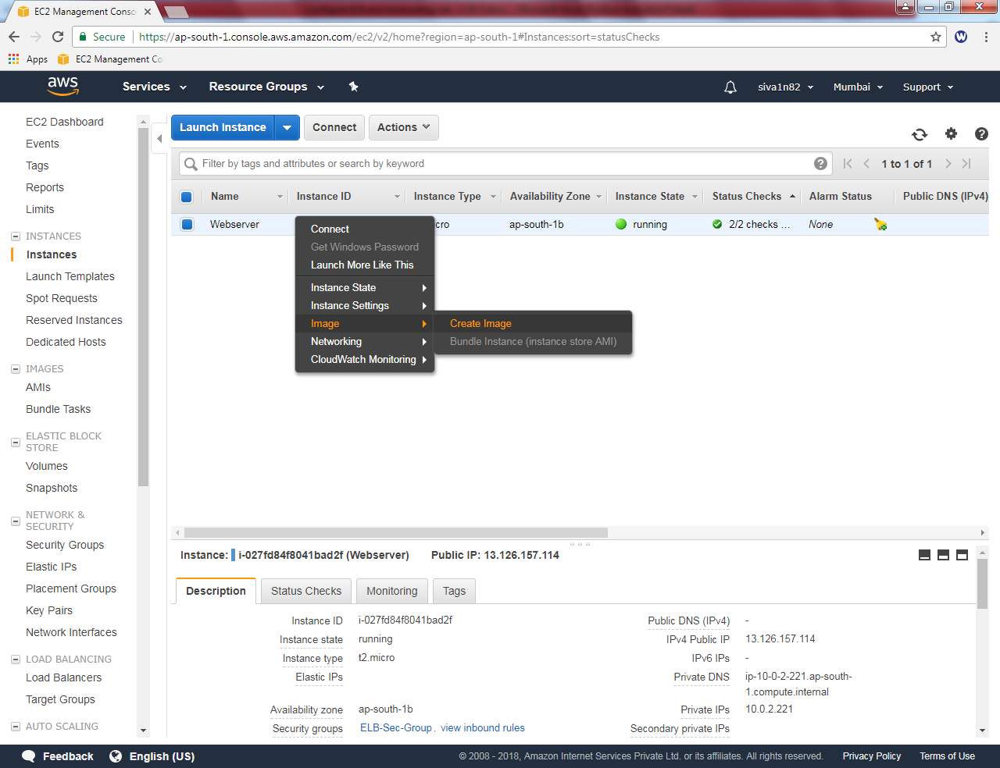 EC2 Management Conso
Secure
https://ap-south-1.console.aws.amazon.com/ec2/v2/home?region=ap-south-1#Instances:sort=statusChecks
W
Apps
EC2 Management Co
aws
Services
Resource Groups
siva1n82
Mumbai
Support
EC2 Dashboard
Events
Tags
Reports
Limits
INSTANCES
Instances
Launch Templates
Spot Requests
Reserved Instances
Dedicated Hosts
IMAGES
AMIs
Bundle Tasks
ELASTIC BLOCK
STORE
Volumes
Snapshots
NETWORK &
SECURITY
Security Groups
Elastic IPs
Placement Groups
Key Pairs
Network Interfaces
LOAD BALANCING
Load Balancers
Target Groups
AUTO SCALING
Launch Instance
Connect
Actions
Filter by tags and attributes or search by keyword
1 to 1 of 1
Name
Instance ID
Instance Type
Availability Zone
Instance State
Status Checks
Alarm Status
Public DNS (IPv4)
Webserver
cro
ap-south-1b
running
2/2 checks ...
None
Connect
Get Windows Password
Launch More Like This
Instance State
Instance Settings
Image
Networking
CloudWatch Monitoring
Create Image
Bundle Instance (instance store AMI)
Instance: i-027fd84f8041bad2f (Webserver)
Public IP: 13.126.157.114
Description
Status Checks
Monitoring
Tags
Instance ID i-027fd84f8041bad2f
Instance state running
Instance type t2.micro
Elastic IPs
Availability zone ap-south-1b
Security groups ELB-Sec-Group. view inbound rules
Public DNS (IPv4) -
IPv4 Public IP 13.126.157.114
IPv6 IPs -
Private DNS ip-10-0-2-221.ap-south-
1.compute.internal
Private IPs 10.0.2.221
Secondary private IPs
Feedback
English (US)
© 2008 - 2018, Amazon Internet Services Private Ltd. or its affiliates. All rights reserved.
Privacy Policy
Terms of Use